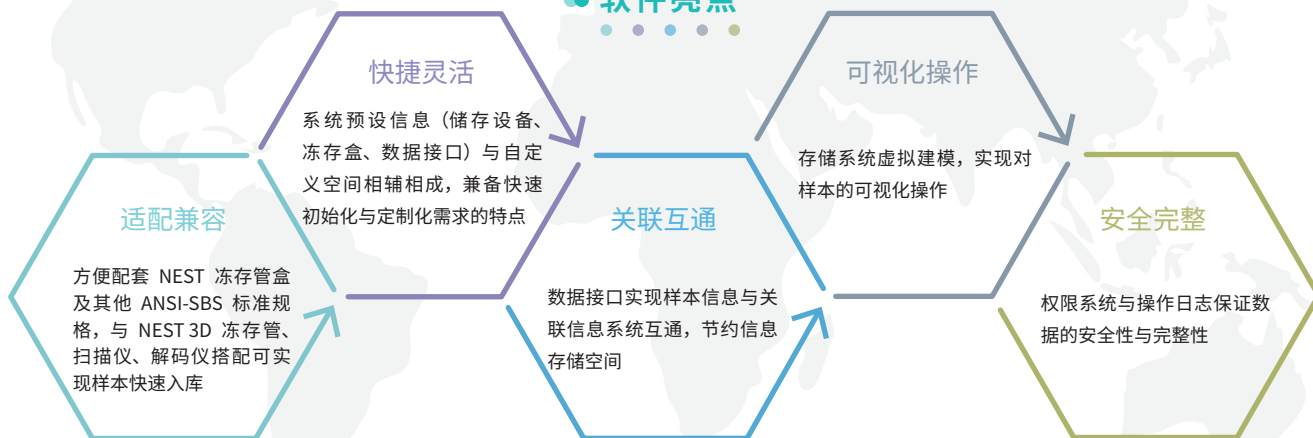 软件亮点
快捷灵活
系统预设信息（储存设备、
冻存盒、数据接口）与自定
义空间相辅相成，兼备快速
初始化与定制化需求的特点
可视化操作
存储系统虚拟建模，实现对
样本的可视化操作
适配兼容
方便配套 NEST 冻存管盒
及其他 ANSI-SBS 标准规
格，与 NEST 3D 冻存管、
扫描仪、解码仪搭配可实
现样本快速入库
关联互通
数据接口实现样本信息与关
联信息系统互通，节约信息
存储空间
安全完整
权限系统与操作日志保证数
据的安全性与完整性